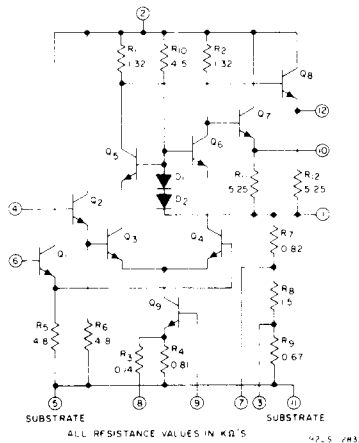 2
R1 1.32
R10 4.5
R2 1.32
Q8
12
Q7
Q5
Q6
10
D1
R11 5.25
R12 5.25
D2
4
Q2
1
Q3
Q4
R7 0.82
6
R8 1.5
Q9
R5 4.8
R6 4.8
R3 0.14
R4 0.81
R9 0.67
5
8
9
7
3
11
SUBSTRATE
SUBSTRATE
ALL RESISTANCE VALUES IN KΩ'S